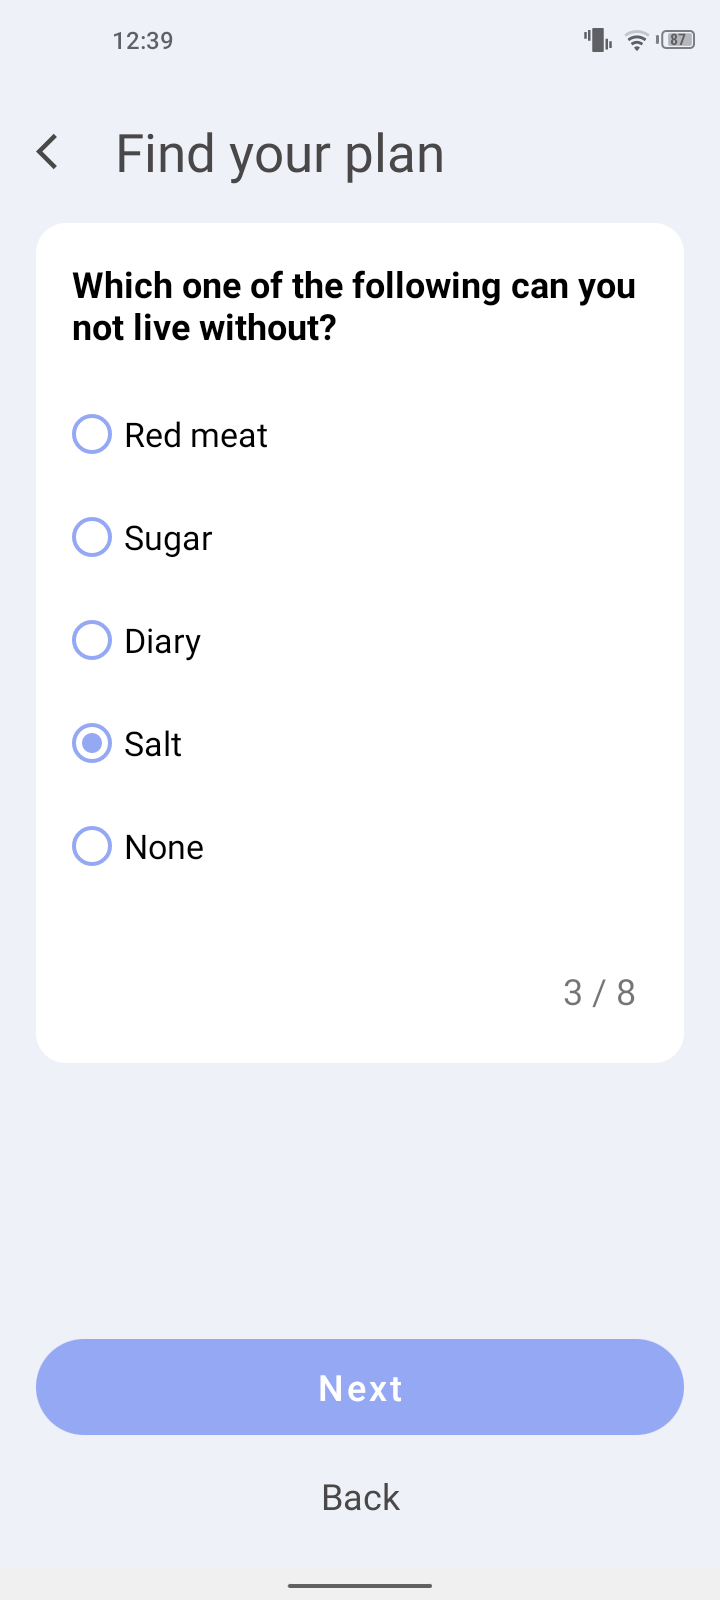 12:39
87
Find your plan
Which one of the following can you
not live without?
Red meat
Sugar
Diary
Salt
None
3 / 8
Next
Back